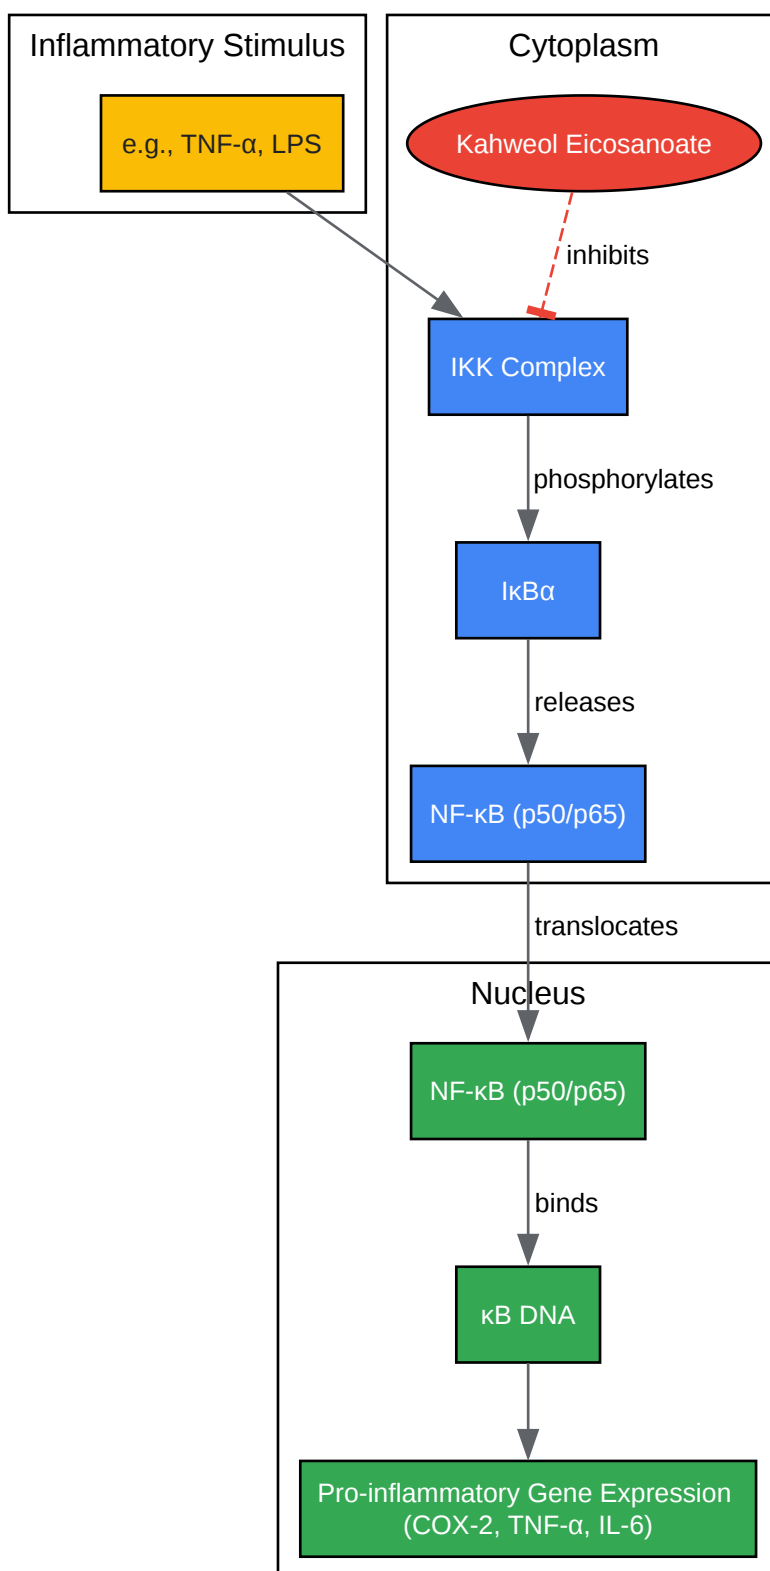 Inflammatory Stimulus
e.g., TNF-α, LPS
Cytoplasm
Kahweol Eicosanoate
inhibits
IKK Complex
phosphorylates
IκBα
releases
NF-κB (p50/p65)
translocates
Nucleus
NF-κB (p50/p65)
binds
κB DNA
Pro-inflammatory Gene Expression
(COX-2, TNF-α, IL-6)